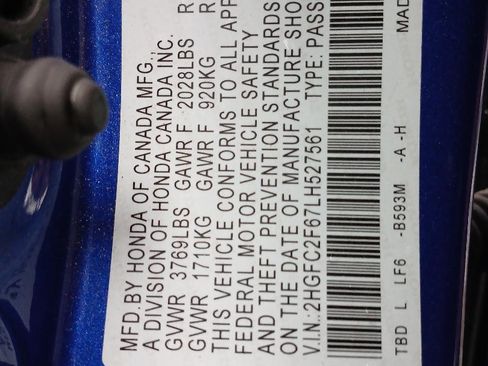 MFD.BY HONDA OF CANADA MFG.,
A DIVISION OF HONDA CANADA INC.
GVWR 3769LBS GAWR F 2028LBS R
GVWR 1710KG GAWR F 920KG R
THIS VEHICLE CONFORMS TO ALL APP
FEDERAL MOTOR VEHICLE SAFETY
AND THEFT PREVENTION STANDARDS
ON THE DATE OF MANUFACTURE SHO
V.I.N.:2HGFC2F67LH527561 TYPE: PASS
TBD L LF6 -B593M -A -H MAD